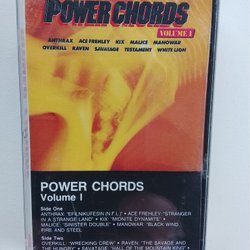 POWER CHORDS
VOLUME I
ANTHRAX ACE FREHLEY KIX MALICE MANOWAR
OVERKILL RAVEN SAVATAGE TESTAMENT WHITE LION
POWER CHORDS
Volume I
Side One
ANTHRAX: "EFILNIKUFESIN (N.F.L.)" • ACE FREHLEY: "STRANGER
IN A STRANGE LAND" • KIX: "MIDNITE DYNAMITE" •
MALICE: "SINISTER DOUBLE" • MANOWAR: "BLACK WIND,
FIRE AND STEEL
Side Two
OVERKILL: "WRECKING CREW" • RAVEN: "THE SAVAGE AND
THE HUNGRY" • SAVATAGE: "HALL OF THE MOUNTAIN KING" •